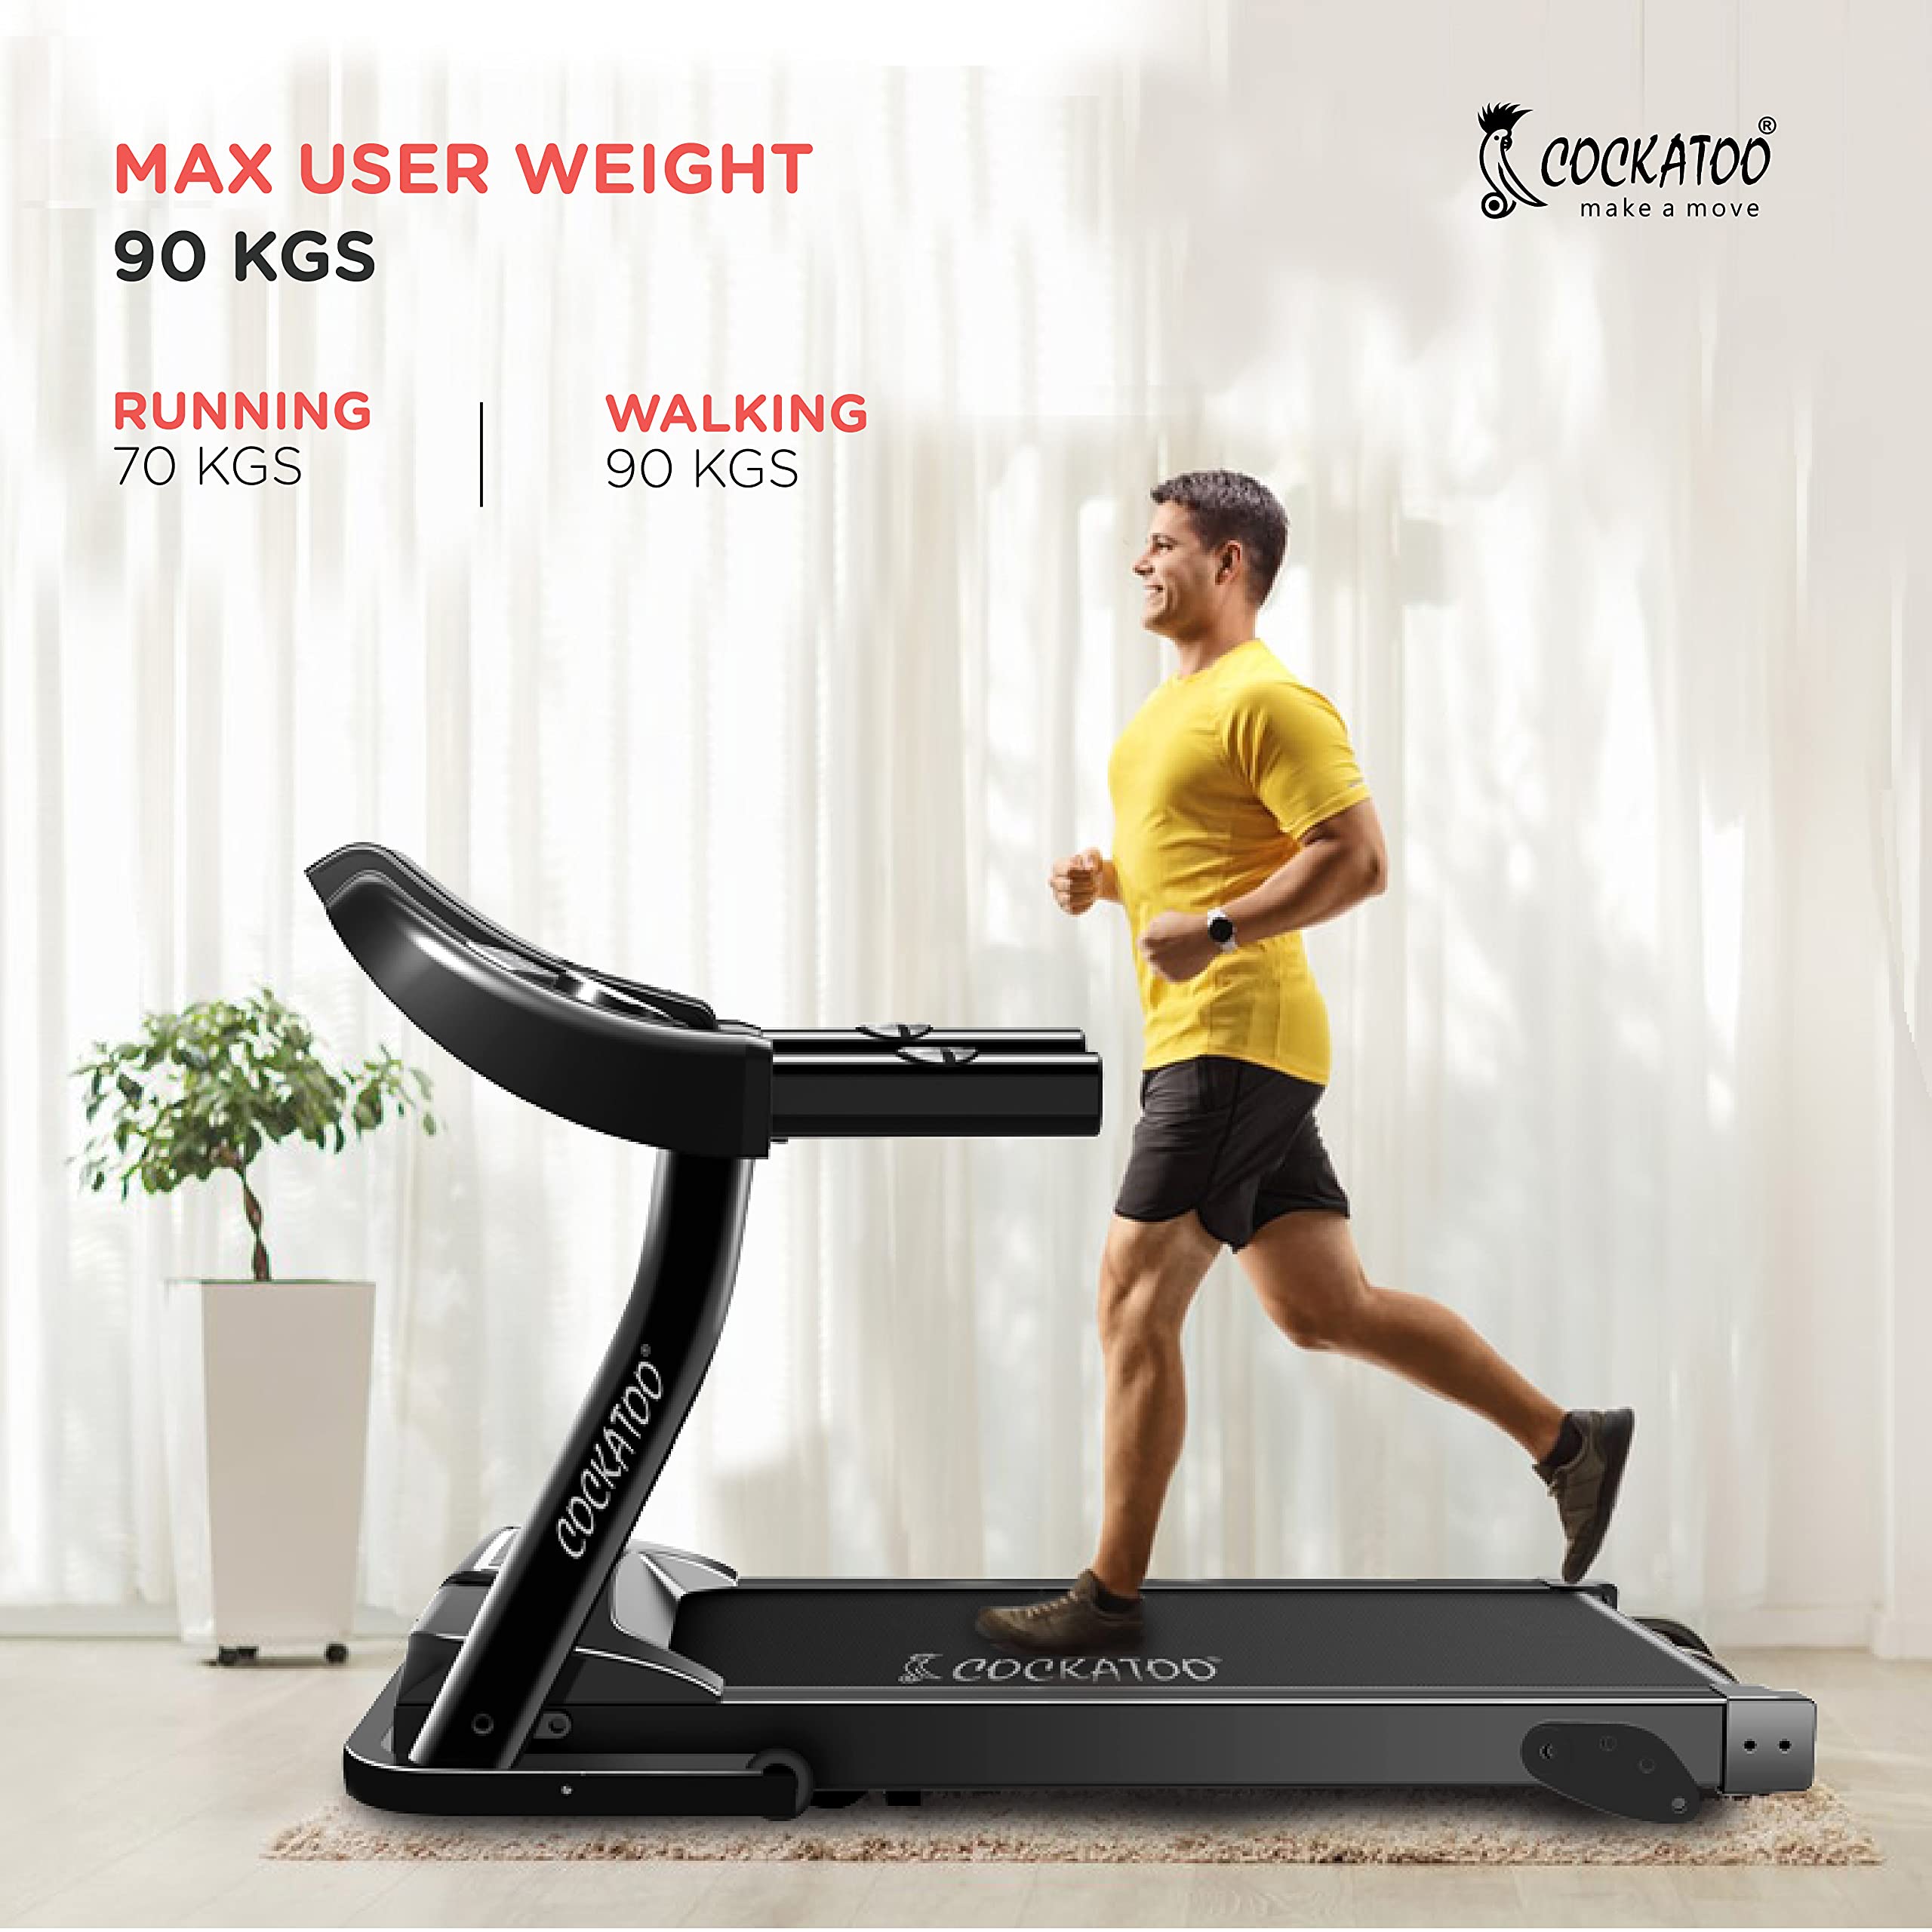 MAX USER WEIGHT
90 KGS
COCKATOO®
make a move
RUNNING
70 KGS
WALKING
90 KGS
COCKATOO®
COCKATOO®